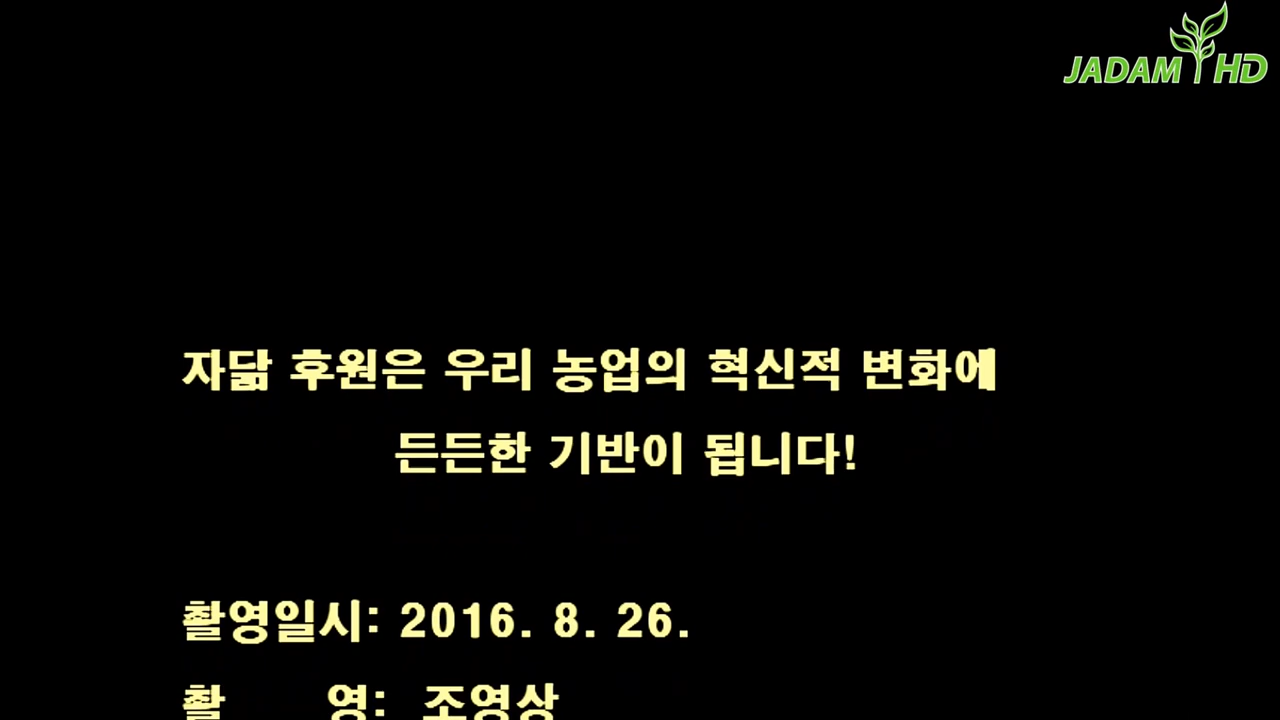 JADAM HD
자닮 후원은 우리 농업의 혁신적 변화에
든든한 기반이 됩니다!
촬영일시: 2016. 8. 26.
촬 영: 조영상